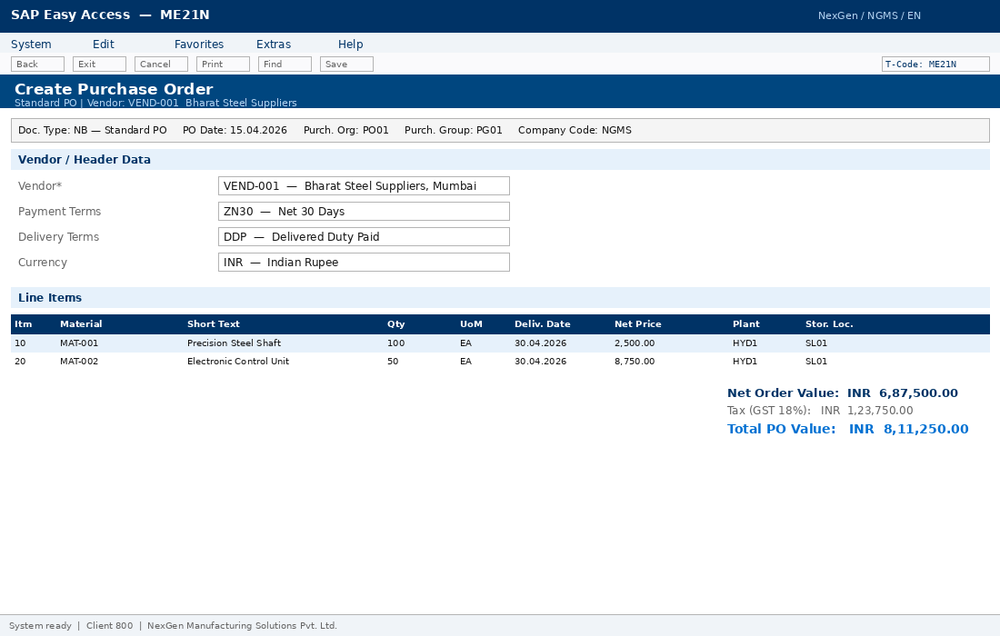 SAP Easy Access  —  ME21N
NexGen / NGMS / EN
System Edit Favorites Extras Help
Back Exit Cancel Print Find Save T-Code: ME21N
Create Purchase Order
Standard PO | Vendor: VEND-001  Bharat Steel Suppliers
Doc. Type: NB — Standard PO PO Date: 15.04.2026 Purch. Org: PO01 Purch. Group: PG01 Company Code: NGMS
Vendor / Header Data
Vendor* VEND-001  —  Bharat Steel Suppliers, Mumbai
Payment Terms ZN30  —  Net 30 Days
Delivery Terms DDP  —  Delivered Duty Paid
Currency INR  —  Indian Rupee
Line Items
Itm Material Short Text Qty UoM Deliv. Date Net Price Plant Stor. Loc.
10 MAT-001 Precision Steel Shaft 100 EA 30.04.2026 2,500.00 HYD1 SL01
20 MAT-002 Electronic Control Unit 50 EA 30.04.2026 8,750.00 HYD1 SL01
Net Order Value:  INR  6,87,500.00
Tax (GST 18%):   INR  1,23,750.00
Total PO Value:   INR  8,11,250.00
System ready  |  Client 800  |  NexGen Manufacturing Solutions Pvt. Ltd.